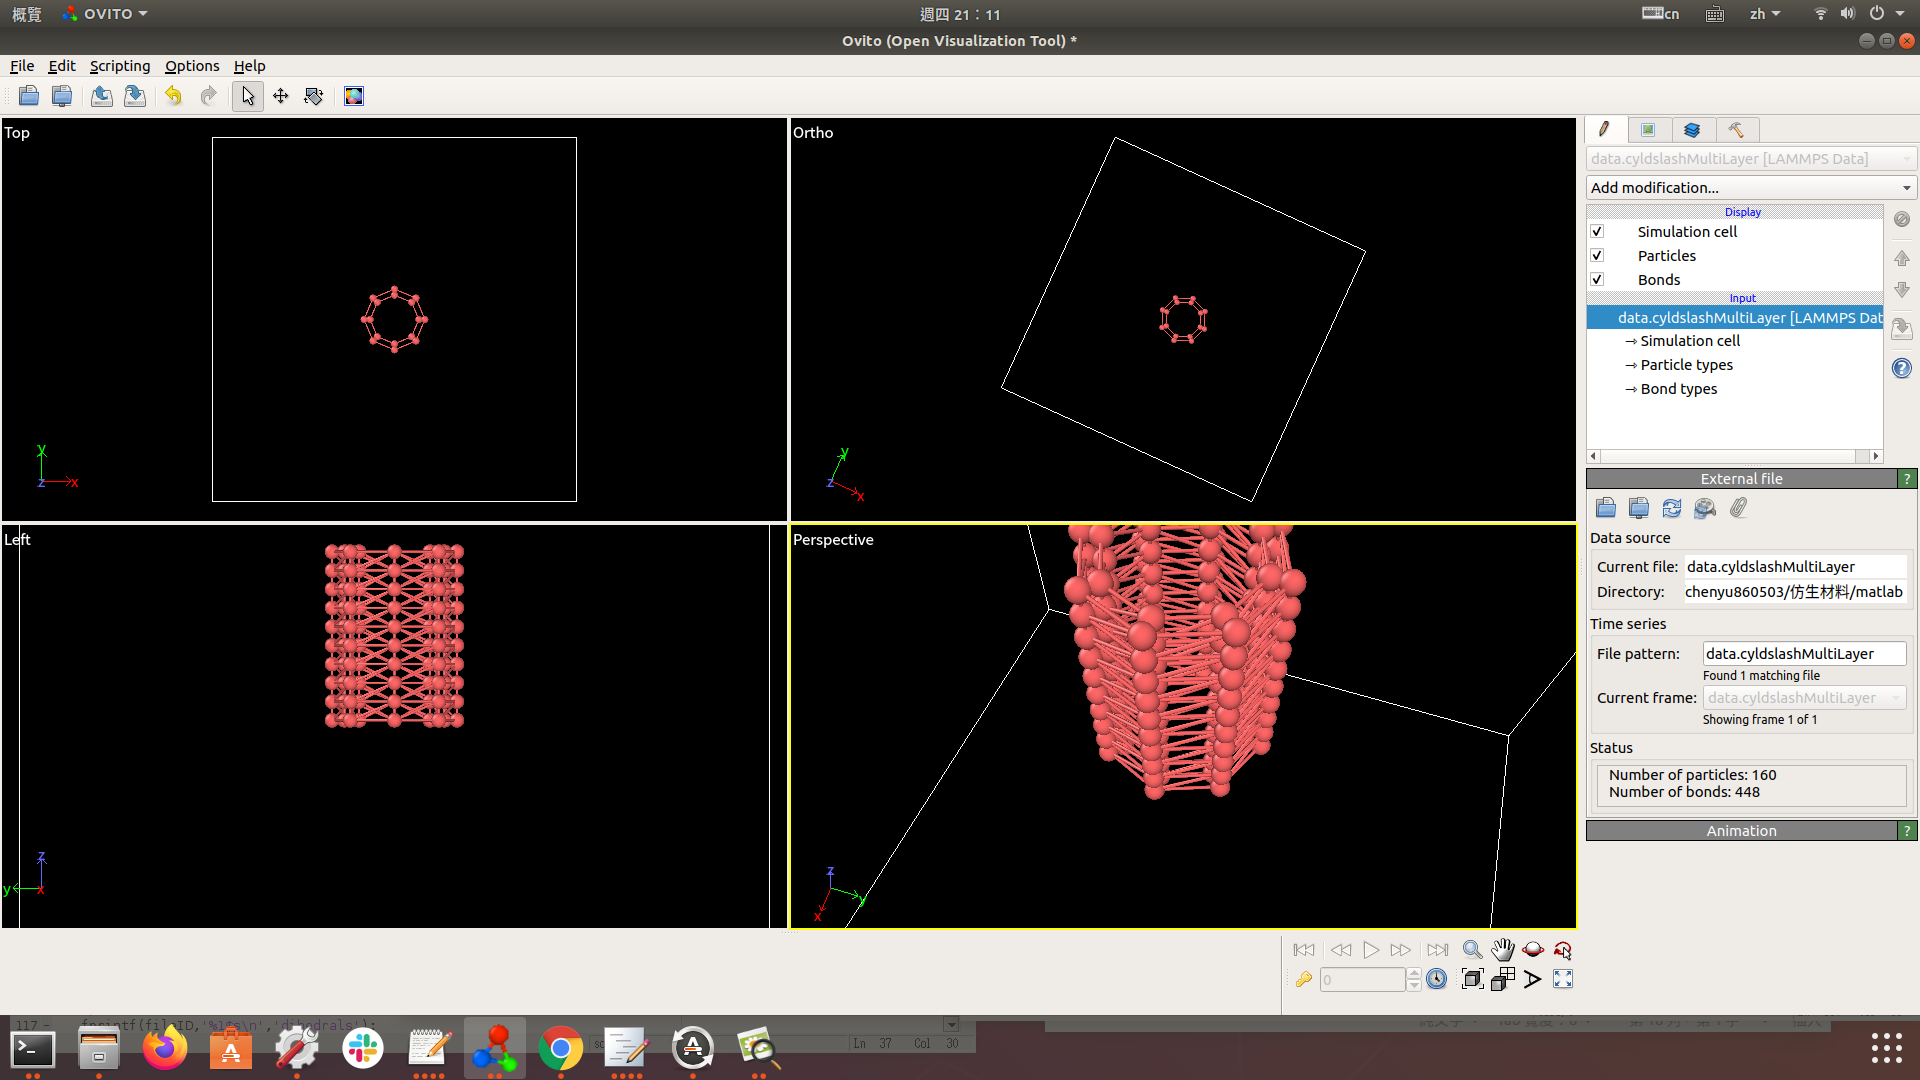 概覽
OVITO
週四 21：11
cn
zh
Ovito (Open Visualization Tool) *
File
Edit
Scripting
Options
Help
Top
y
z
x
Ortho
y
z
x
Left
z
y
x
Perspective
z
y
x
data.cyldslashMultiLayer [LAMMPS Data]
Add modification...
Display
Simulation cell
Particles
Bonds
Input
data.cyldslashMultiLayer [LAMMPS Dat
→ Simulation cell
→ Particle types
→ Bond types
External file
?
Data source
Current file: data.cyldslashMultiLayer
Directory: chenyu860503/仿生材料/matlab
Time series
File pattern: data.cyldslashMultiLayer
Found 1 matching file
Current frame: data.cyldslashMultiLayer
Showing frame 1 of 1
Status
Number of particles: 160
Number of bonds: 448
Animation
?
0
117 -
Ln 37 Col 30